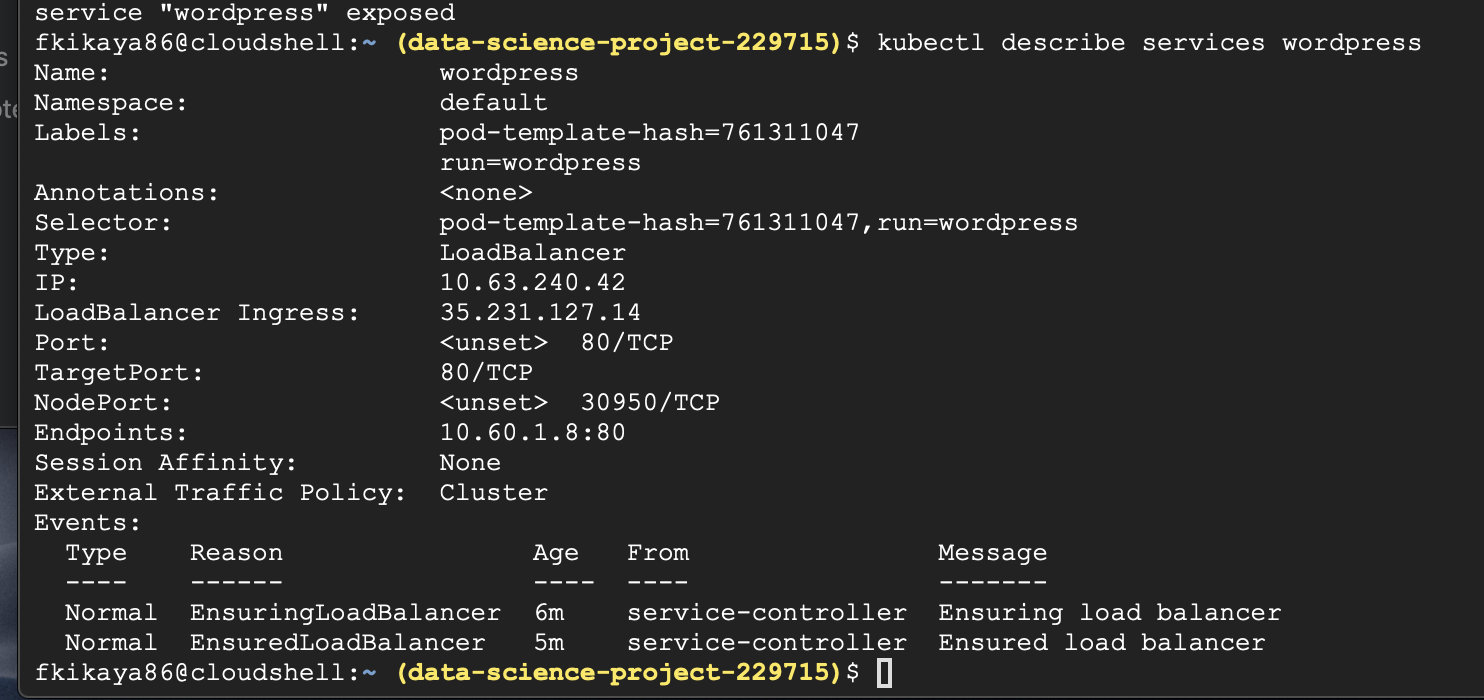 service "wordpress" exposed
fkikaya86@cloudshell:~ (data-science-project-229715)$ kubectl describe services wordpress
Name: wordpress
Namespace: default
Labels: pod-template-hash=761311047
run=wordpress
Annotations: <none>
Selector: pod-template-hash=761311047,run=wordpress
Type: LoadBalancer
IP: 10.63.240.42
LoadBalancer Ingress: 35.231.127.14
Port: <unset> 80/TCP
TargetPort: 80/TCP
NodePort: <unset> 30950/TCP
Endpoints: 10.60.1.8:80
Session Affinity: None
External Traffic Policy: Cluster
Events:
Type Reason Age From Message
---- ------ ---- ---- -------
Normal EnsuringLoadBalancer 6m service-controller Ensuring load balancer
Normal EnsuredLoadBalancer 5m service-controller Ensured load balancer
fkikaya86@cloudshell:~ (data-science-project-229715)$